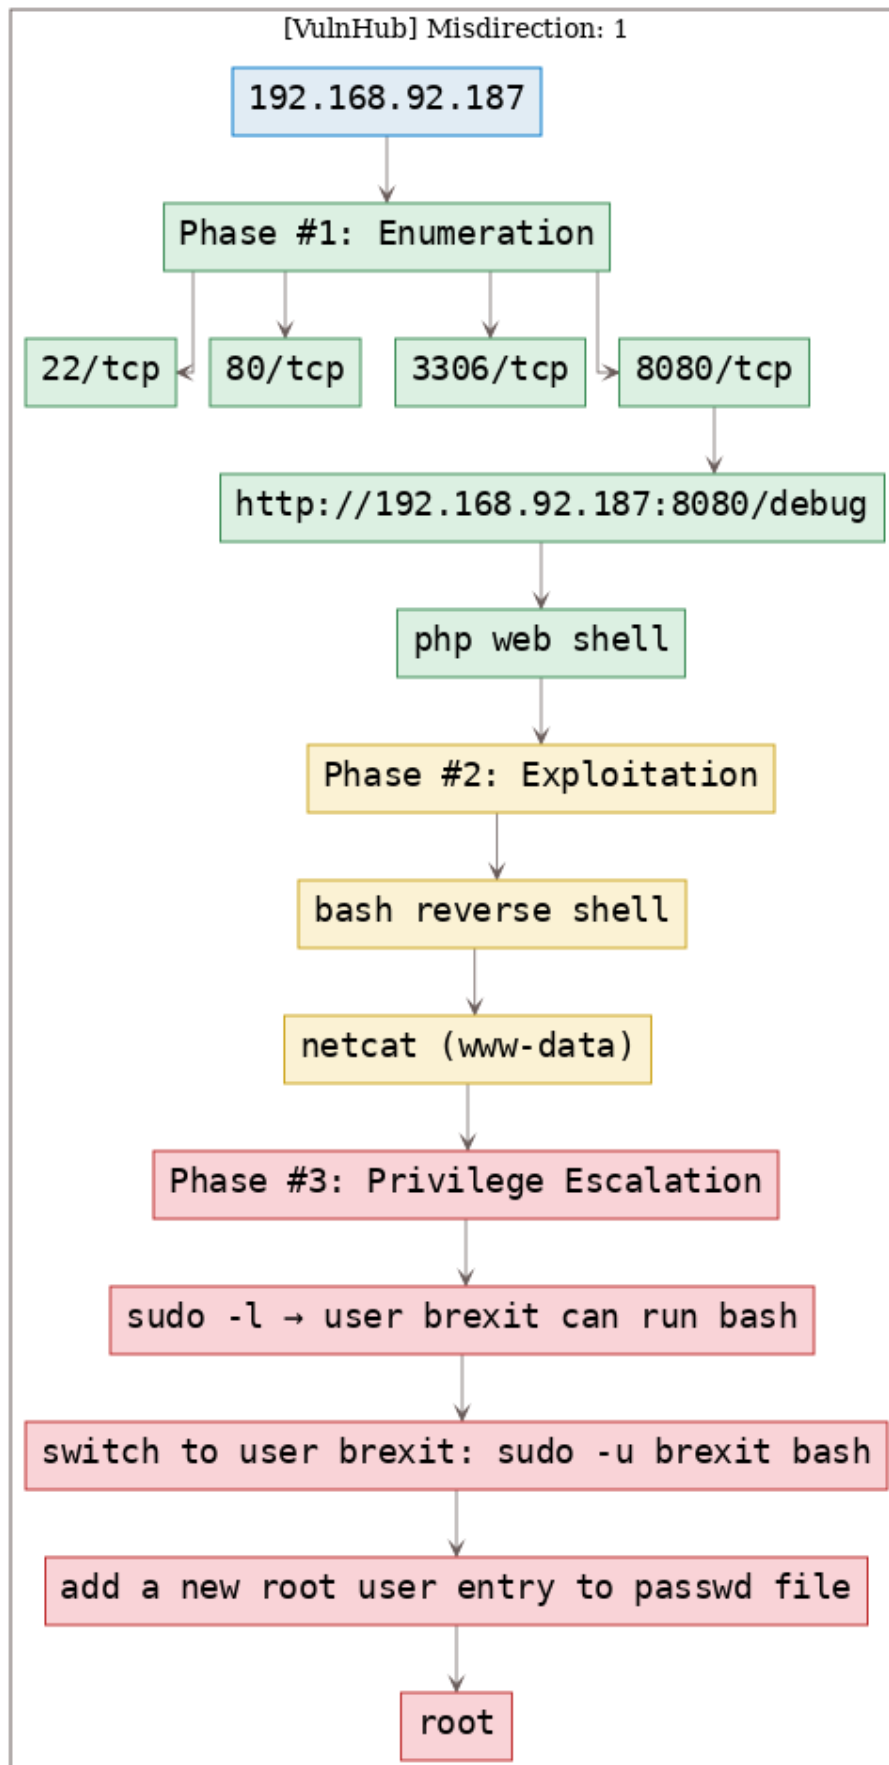 [VulnHub] Misdirection: 1
192.168.92.187
Phase #1: Enumeration
22/tcp
80/tcp
3306/tcp
8080/tcp
http://192.168.92.187:8080/debug
php web shell
Phase #2: Exploitation
bash reverse shell
netcat (www-data)
Phase #3: Privilege Escalation
sudo -l → user brexit can run bash
switch to user brexit: sudo -u brexit bash
add a new root user entry to passwd file
root